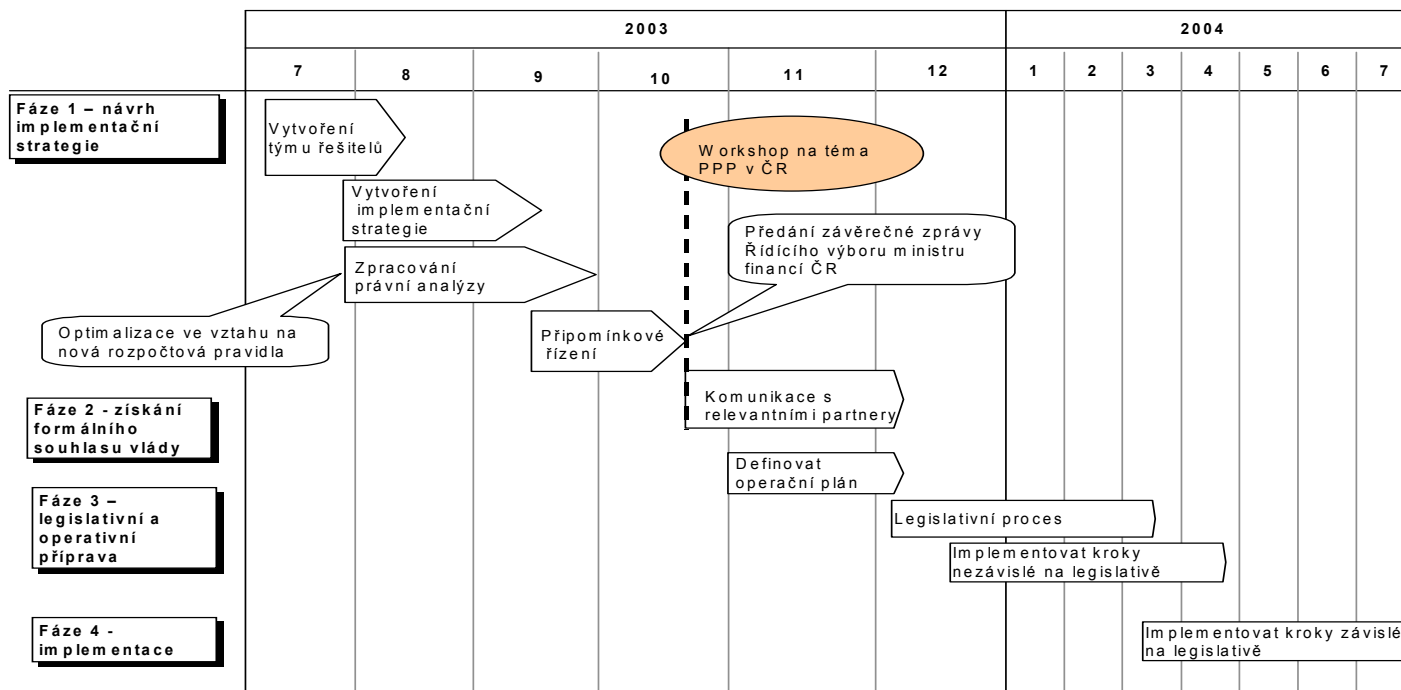 2003
2004
7
8
9
10
11
12
1
2
3
4
5
6
7
Fáze 1 – návrh
implementační
strategie
Vytvoření
týmu řešitelů
Workshop na téma
PPP v ČR
Vytvoření
implementační
strategie
Předání závěrečné zprávy
Řídícího výboru ministru
financí ČR
Zpracování
právní analýzy
Optimalizace ve vztahu na
nová rozpočtová pravidla
Připomínkové
řízení
Komunikace s
relevantními partnery
Fáze 2 - získání
formálního
souhlasu vlády
Definovat
operační plán
Fáze 3 –
legislativní a
operativní
příprava
Legislativní proces
Implementovat kroky
nezávislé na legislativě
Fáze 4 -
implementace
Implementovat kroky závislé
na legislativě